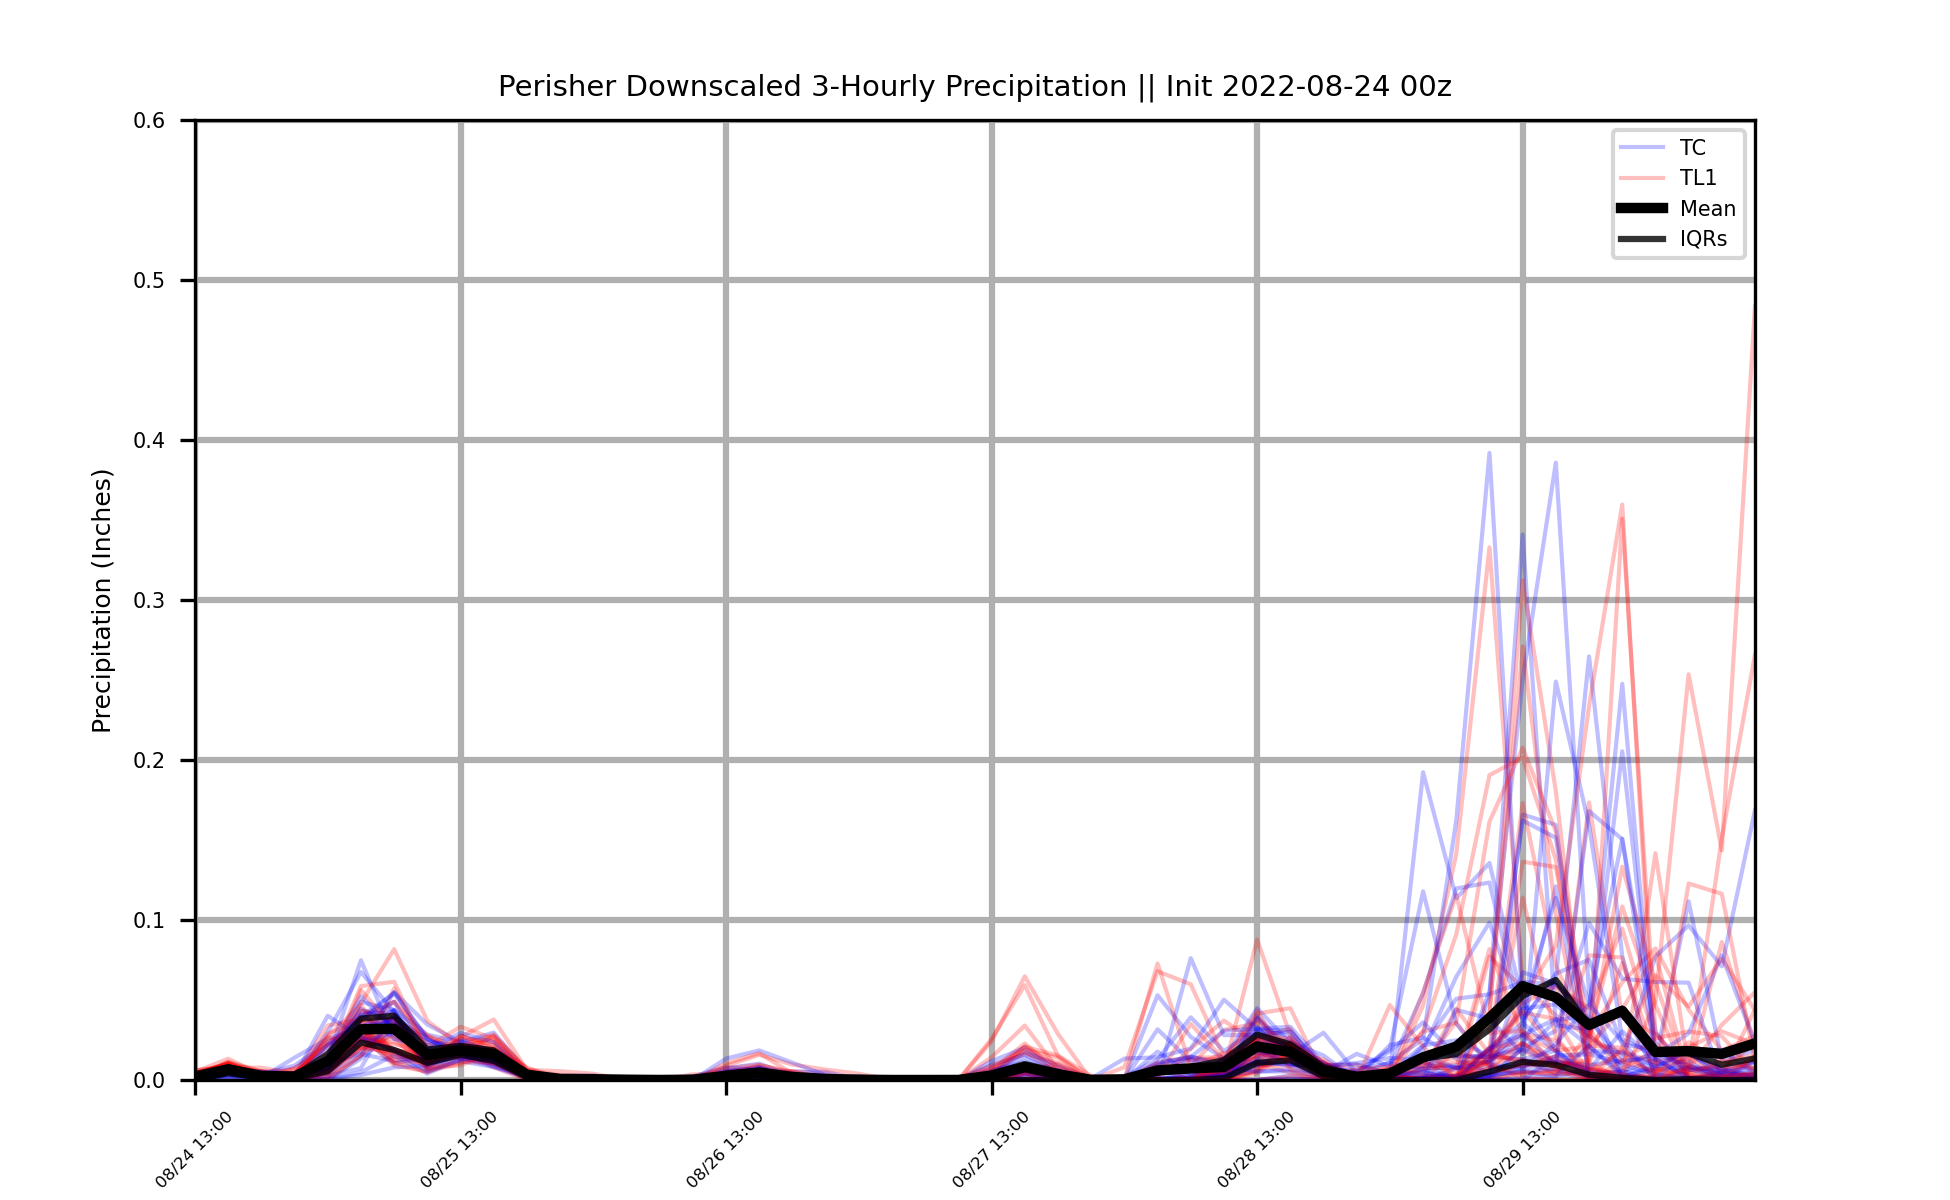 Perisher Downscaled 3-Hourly Precipitation || Init 2022-08-24 00z
Precipitation (Inches)
0.6
0.5
0.4
0.3
0.2
0.1
0.0
TC
TL1
Mean
IQRs
08/24 13:00
08/25 13:00
08/26 13:00
08/27 13:00
08/28 13:00
08/29 13:00